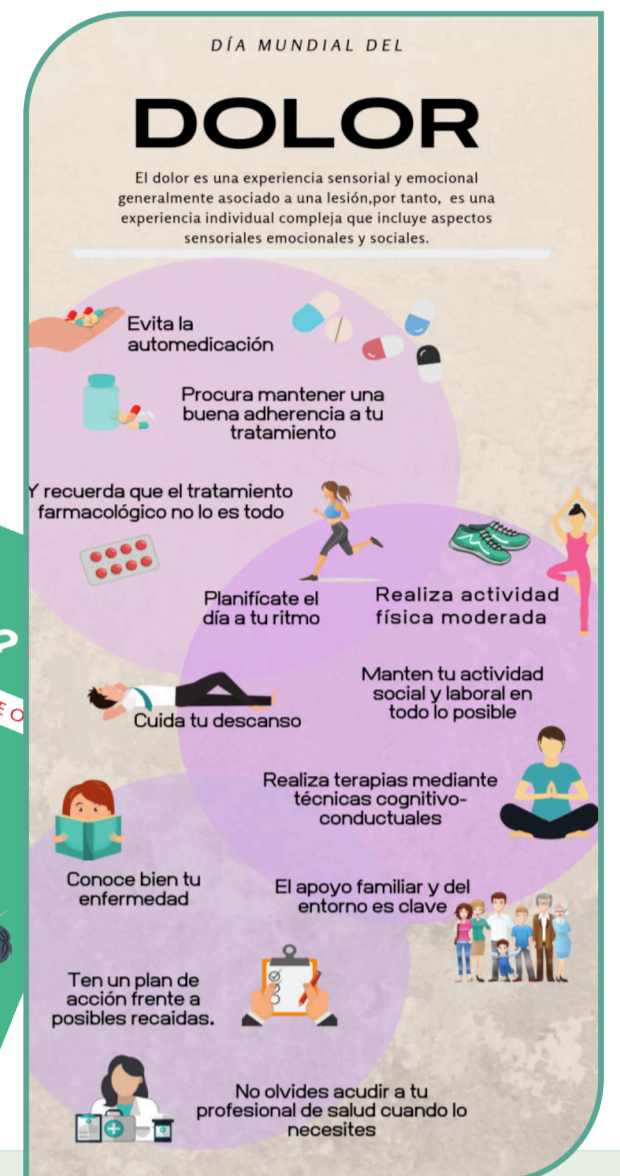 DÍA MUNDIAL DEL
DOLOR
El dolor es una experiencia sensorial y emocional
generalmente asociado a una lesión,por tanto, es una
experiencia individual compleja que incluye aspectos
sensoriales emocionales y sociales.
Evita la
automedicación
Procura mantener una
buena adherencia a tu
tratamiento
Y recuerda que el tratamiento
farmacológico no lo es todo
Planifícate el
día a tu ritmo
Realiza actividad
física moderada
Manten tu actividad
social y laboral en
todo lo posible
Cuida tu descanso
Realiza terapias mediante
técnicas cognitivo-
conductuales
Conoce bien tu
enfermedad
El apoyo familiar y del
entorno es clave
Ten un plan de
acción frente a
posibles recaidas.
No olvides acudir a tu
profesional de salud cuando lo
necesites
?
E O